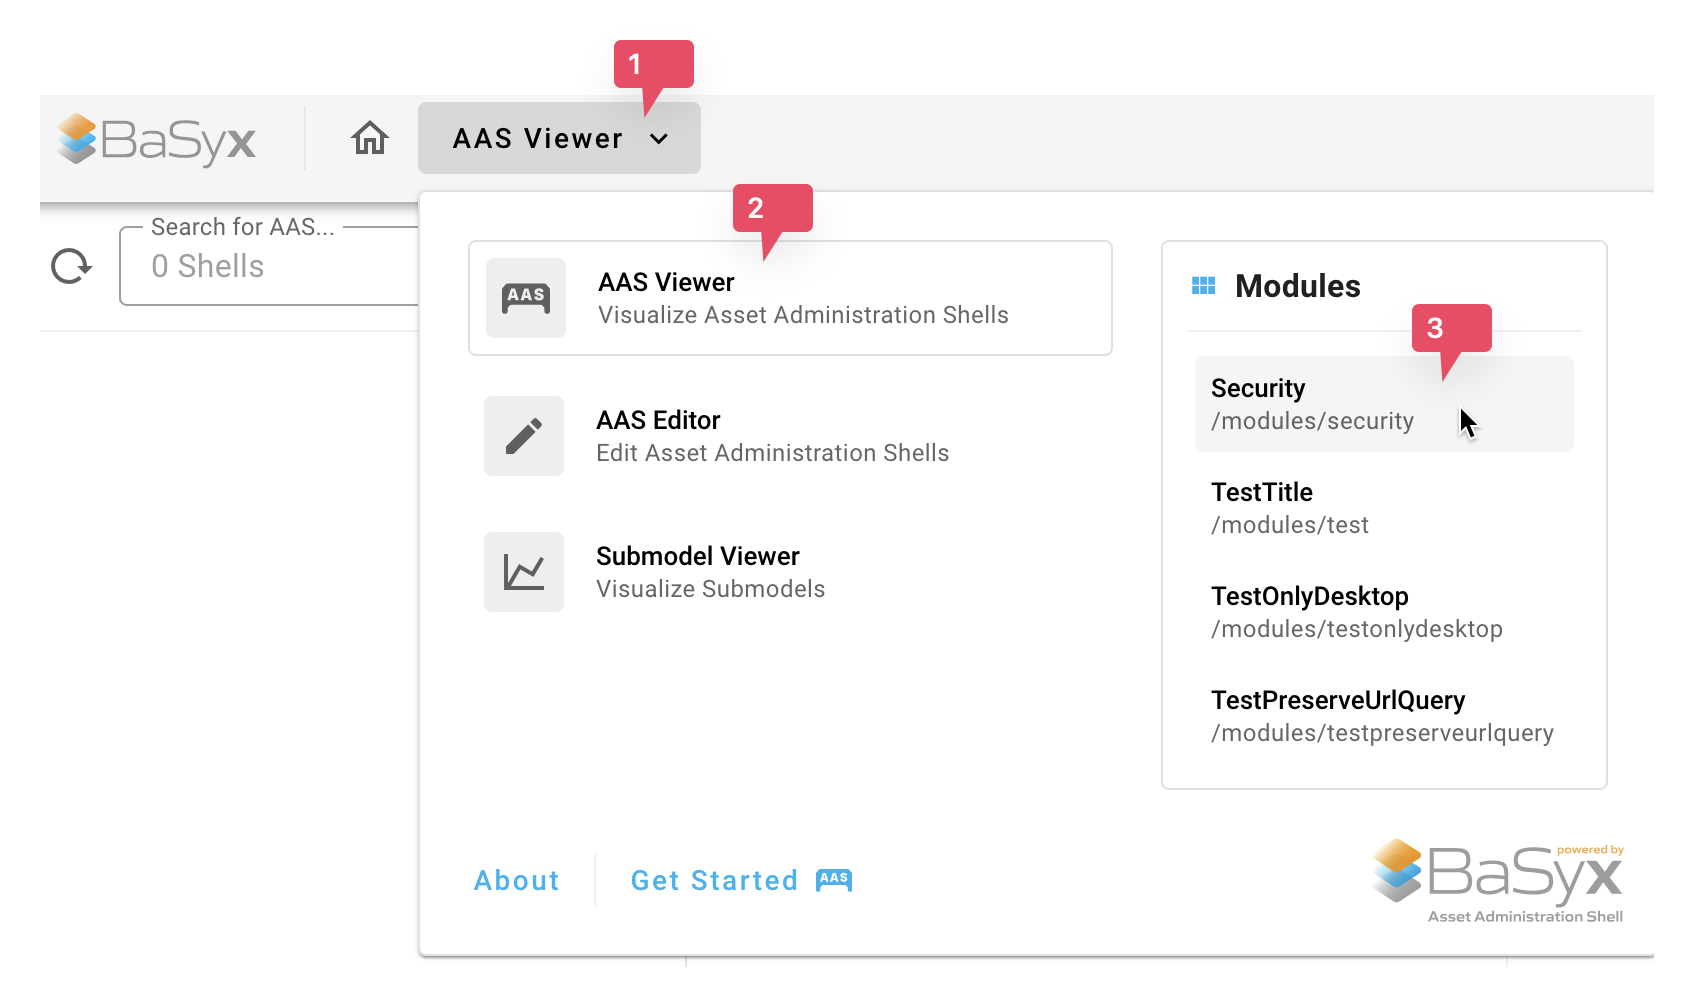 1
BaSyx
AAS Viewer
Search for AAS...
0 Shells
2
AAS
AAS Viewer
Visualize Asset Administration Shells
AAS Editor
Edit Asset Administration Shells
Submodel Viewer
Visualize Submodels
Modules
3
Security
/modules/security
TestTitle
/modules/test
TestOnlyDesktop
/modules/testonlydesktop
TestPreserveUrlQuery
/modules/testpreserveurlquery
About
Get Started
AAS
powered by
BaSyx
Asset Administration Shell